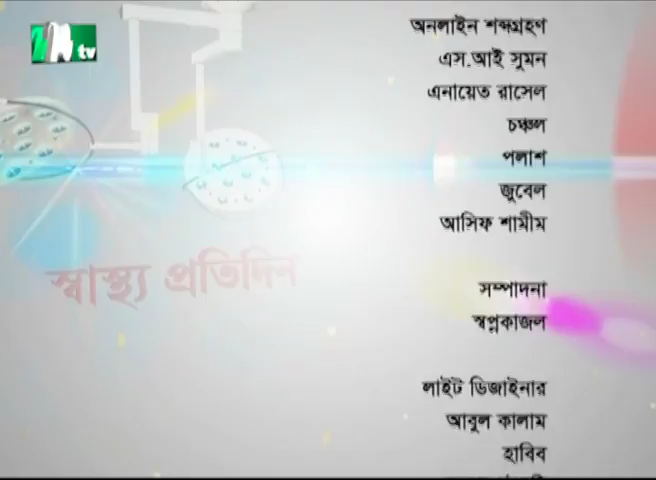 NTV tv
অনলাইন শব্দগ্রহণ
এস.আই সুমন
এনায়েত রাসেল
চঞ্চল
পলাশ
জুবেল
আসিফ শামীম
স্বাস্থ্য প্রতিদিন
সম্পাদনা
স্বপ্নকাজল
লাইট ডিজাইনার
আবুল কালাম
হাবিব